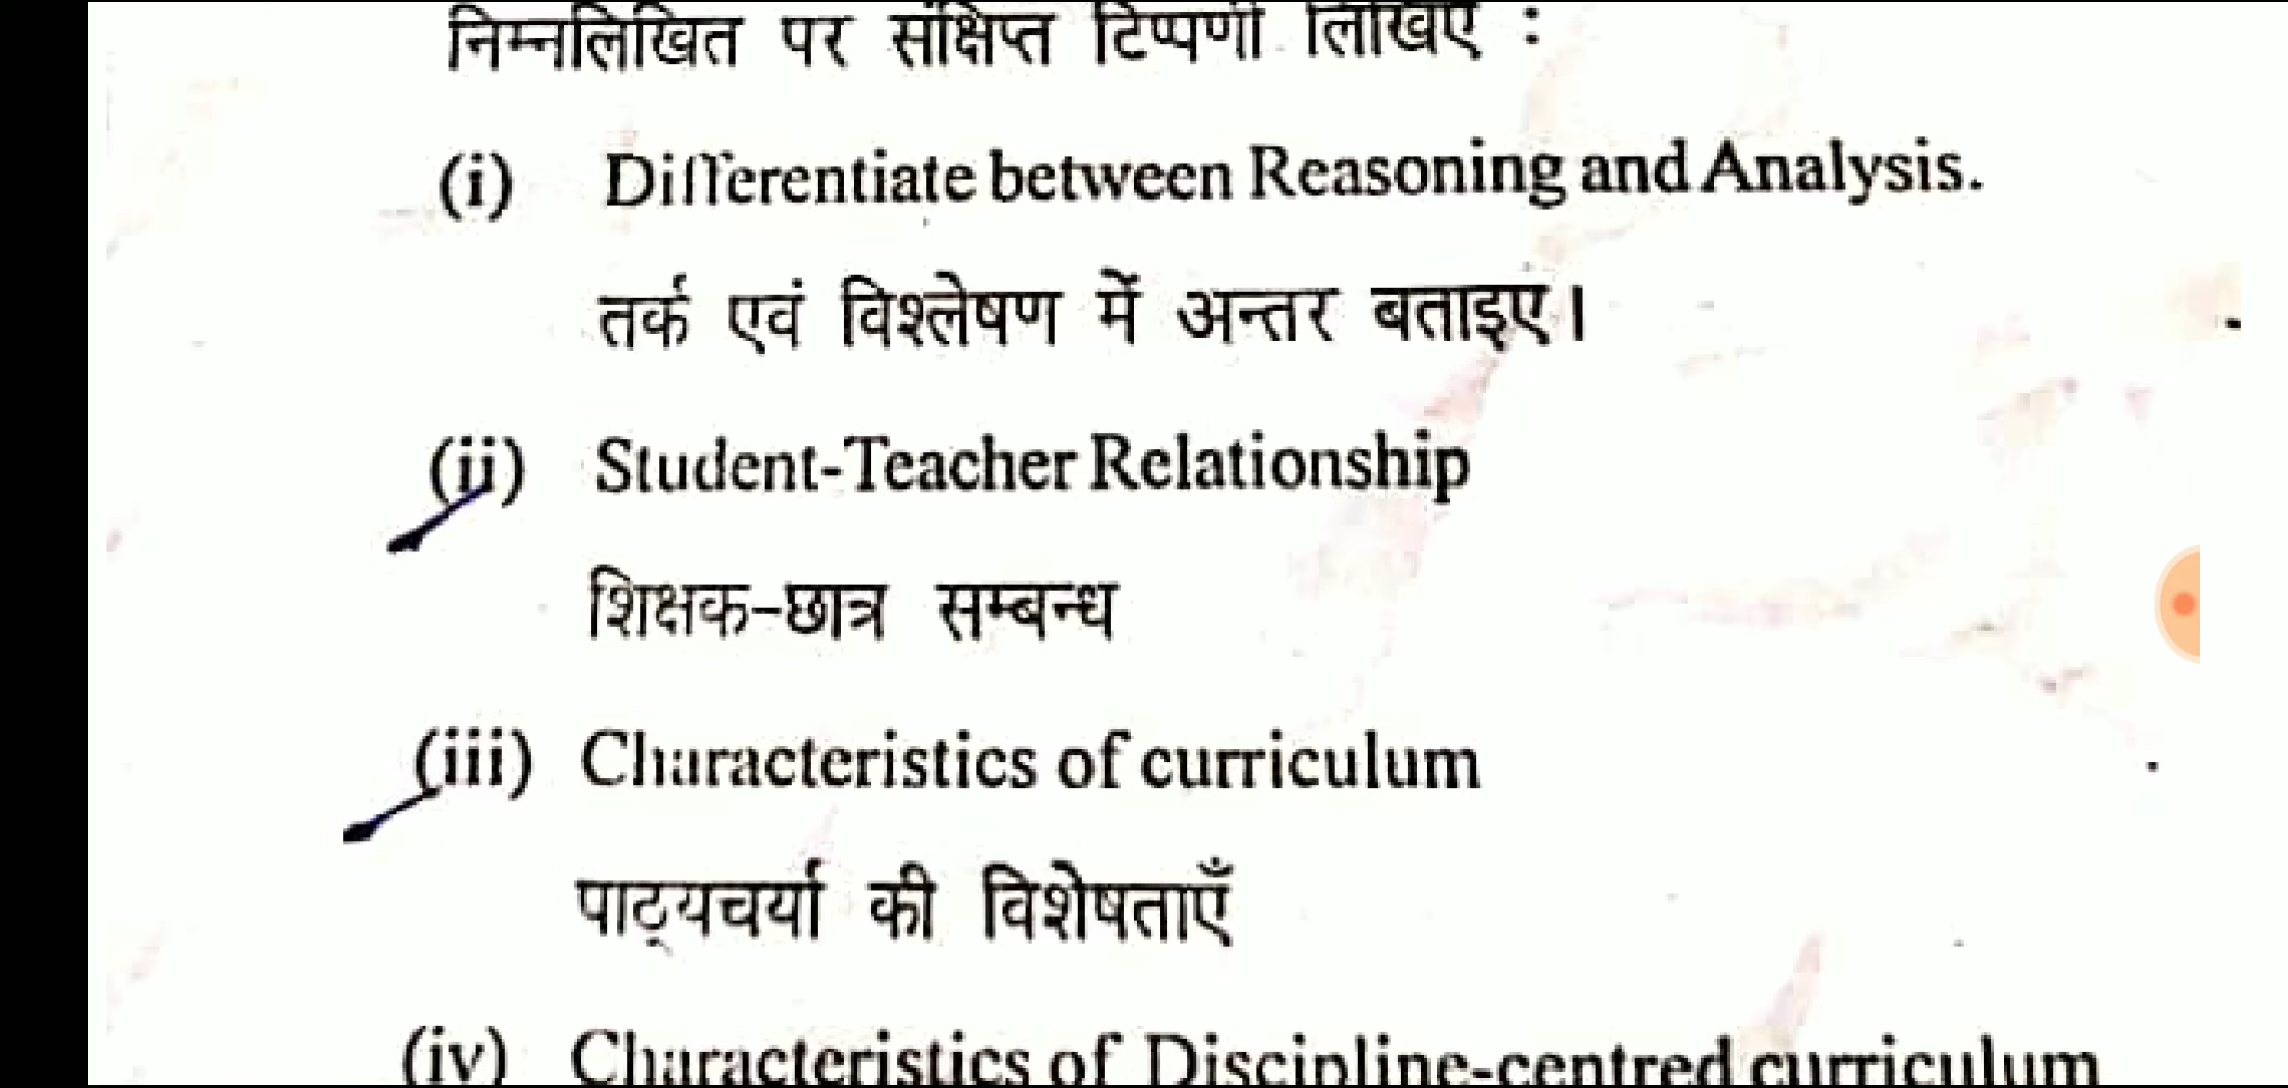 निम्नलिखित पर संक्षिप्त टिप्पणी लिखिए :
(i) Differentiate between Reasoning and Analysis.
तर्क एवं विश्लेषण में अन्तर बताइए।
(ii) Student-Teacher Relationship
शिक्षक-छात्र सम्बन्ध
(iii) Characteristics of curriculum
पाठ्यचर्या की विशेषताएँ
(iv) Characteristics of Discipline-centred curriculum